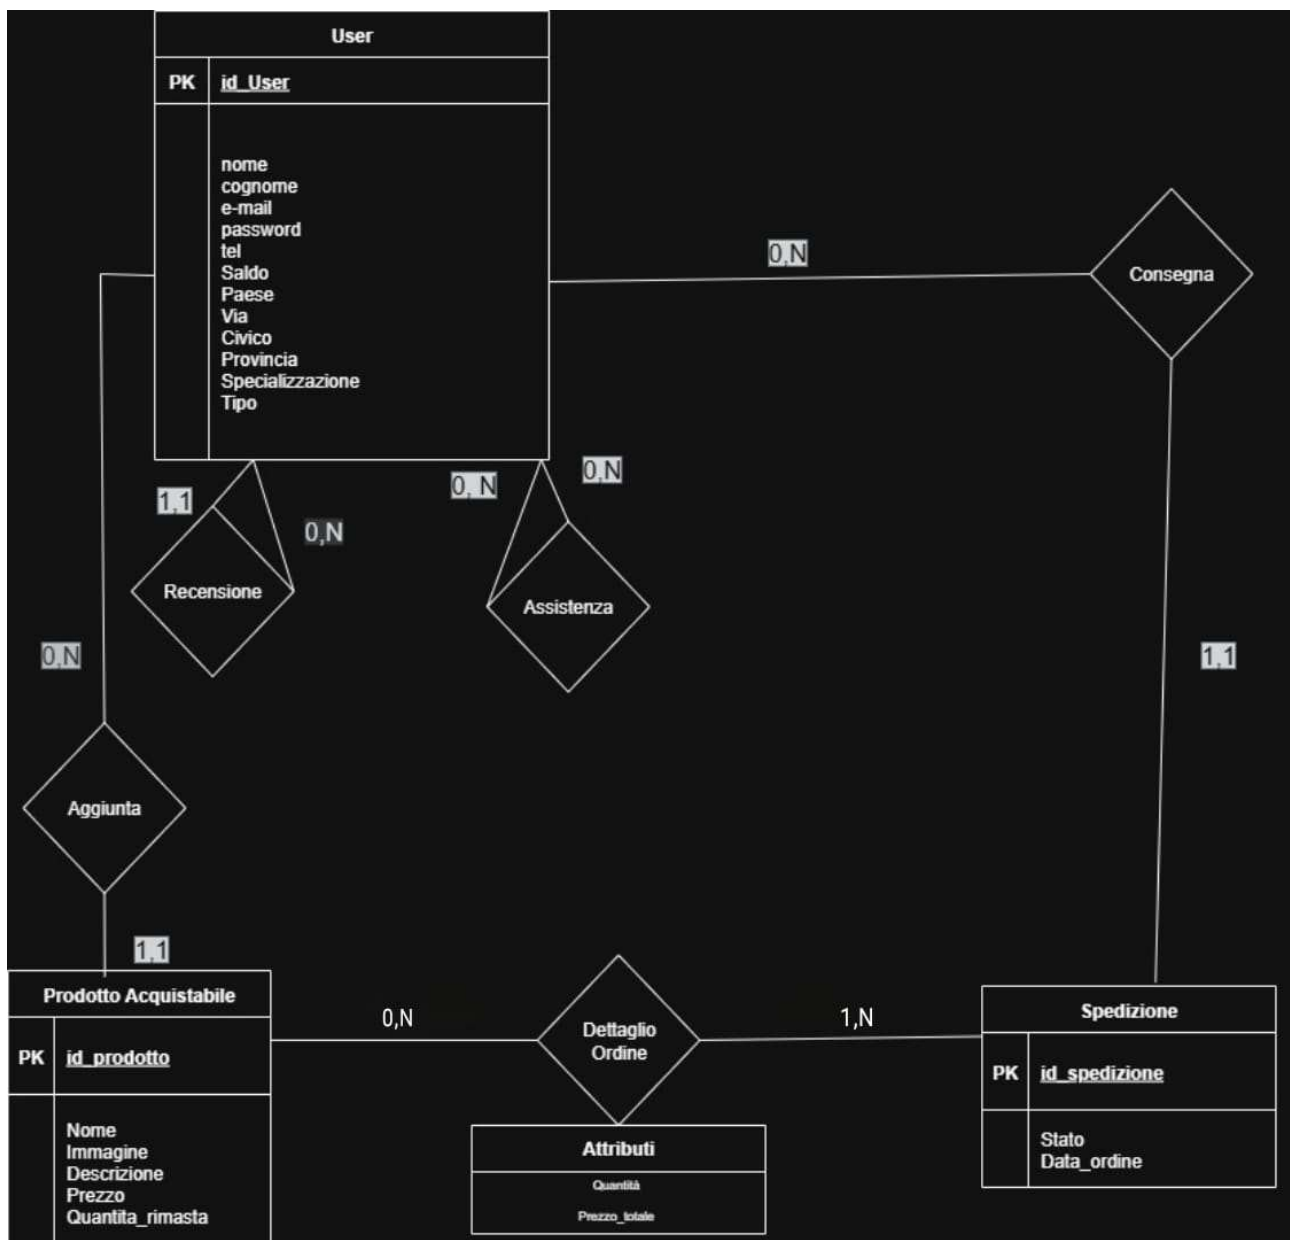 User
PK id_User
nome
cognome
e-mail
password
tel
Saldo
Paese
Via
Civico
Provincia
Specializzazione
Tipo
0,N
Consegna
1,1
0,N
Recensione
0, N
0,N
Assistenza
0,N
1,1
Aggiunta
1,1
Prodotto Acquistabile
PK id_prodotto
Nome
Immagine
Descrizione
Prezzo
Quantita_rimasta
0,N
Dettaglio
Ordine
1,N
Attributi
Quantità
Prezzo_totale
Spedizione
PK id_spedizione
Stato
Data_ordine